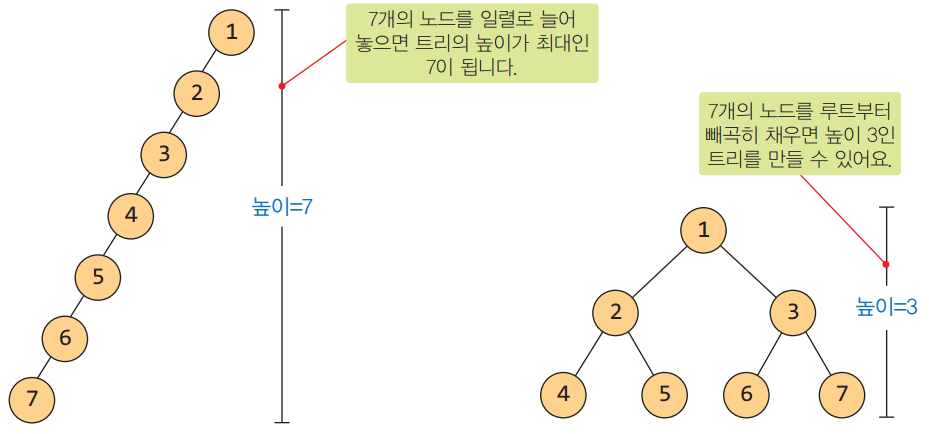 1
2
3
4
5
6
7
높이=7
7개의 노드를 일렬로 늘어
놓으면 트리의 높이가 최대인
7이 됩니다.
7개의 노드를 루트부터
빼곡히 채우면 높이 3인
트리를 만들 수 있어요.
1
2
3
4
5
6
7
높이=3